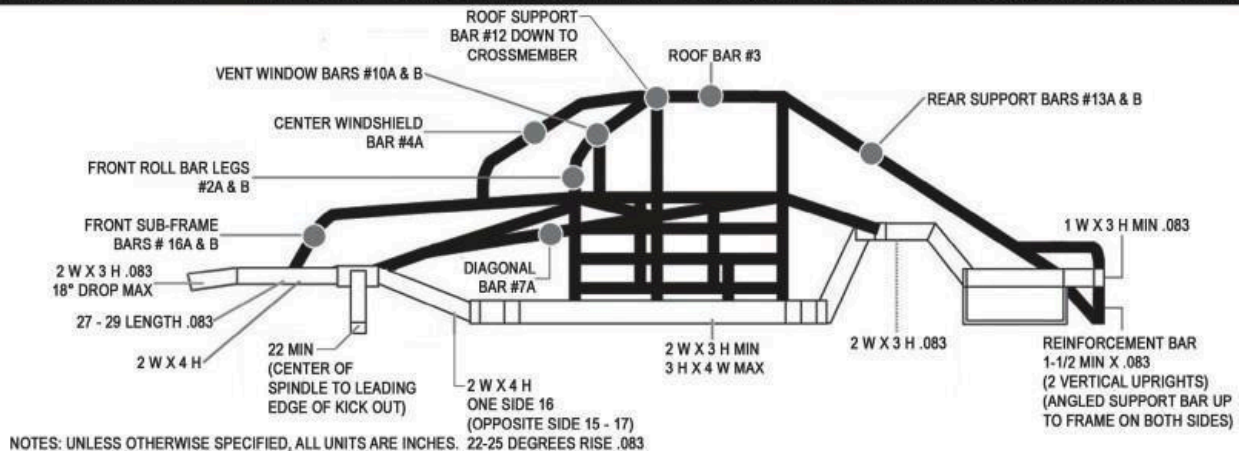 ROOF SUPPORT
BAR #12 DOWN TO
CROSSMEMBER
ROOF BAR #3
VENT WINDOW BARS #10A & B
REAR SUPPORT BARS #13A & B
CENTER WINDSHIELD
BAR #4A
FRONT ROLL BAR LEGS
#2A & B
FRONT SUB-FRAME
BARS # 16A & B
1 W X 3 H MIN .083
2 W X 3 H .083
18° DROP MAX
DIAGONAL
BAR #7A
27 - 29 LENGTH .083
2 W X 4 H
22 MIN
(CENTER OF
SPINDLE TO LEADING
EDGE OF KICK OUT)
2 W X 4 H
ONE SIDE 16
(OPPOSITE SIDE 15 - 17)
22-25 DEGREES RISE .083
2 W X 3 H MIN
3 H X 4 W MAX
2 W X 3 H .083
REINFORCEMENT BAR
1-1/2 MIN X .083
(2 VERTICAL UPRIGHTS)
(ANGLED SUPPORT BAR UP
TO FRAME ON BOTH SIDES)
NOTES: UNLESS OTHERWISE SPECIFIED, ALL UNITS ARE INCHES.